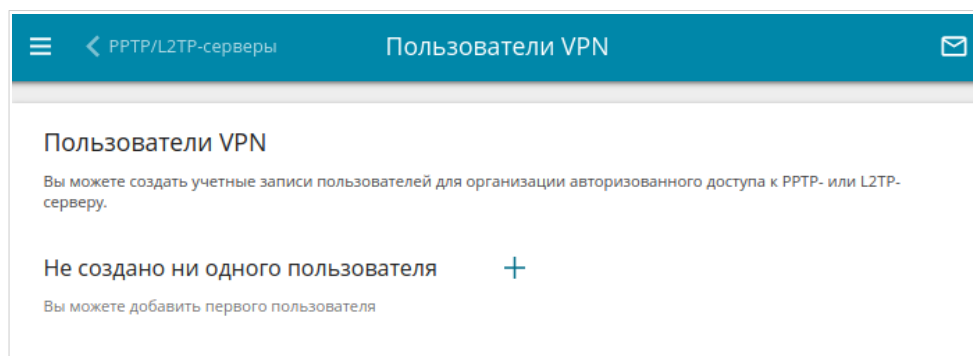 PPTP/L2TP-серверы
Пользователи VPN
Пользователи VPN
Вы можете создать учетные записи пользователей для организации авторизованного доступа к PPTP- или L2TP-
серверу.
Не создано ни одного пользователя
Вы можете добавить первого пользователя